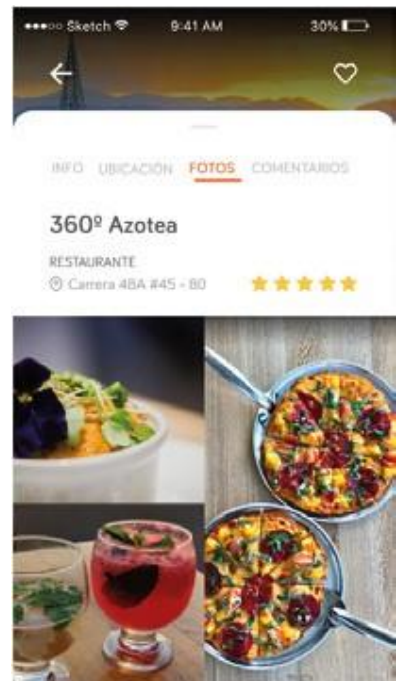 Sketch 9:41 AM 30%
INFO UBICACIÓN FOTOS COMENTARIOS
360º Azotea
RESTAURANTE
Carrera 48A #45 - 80